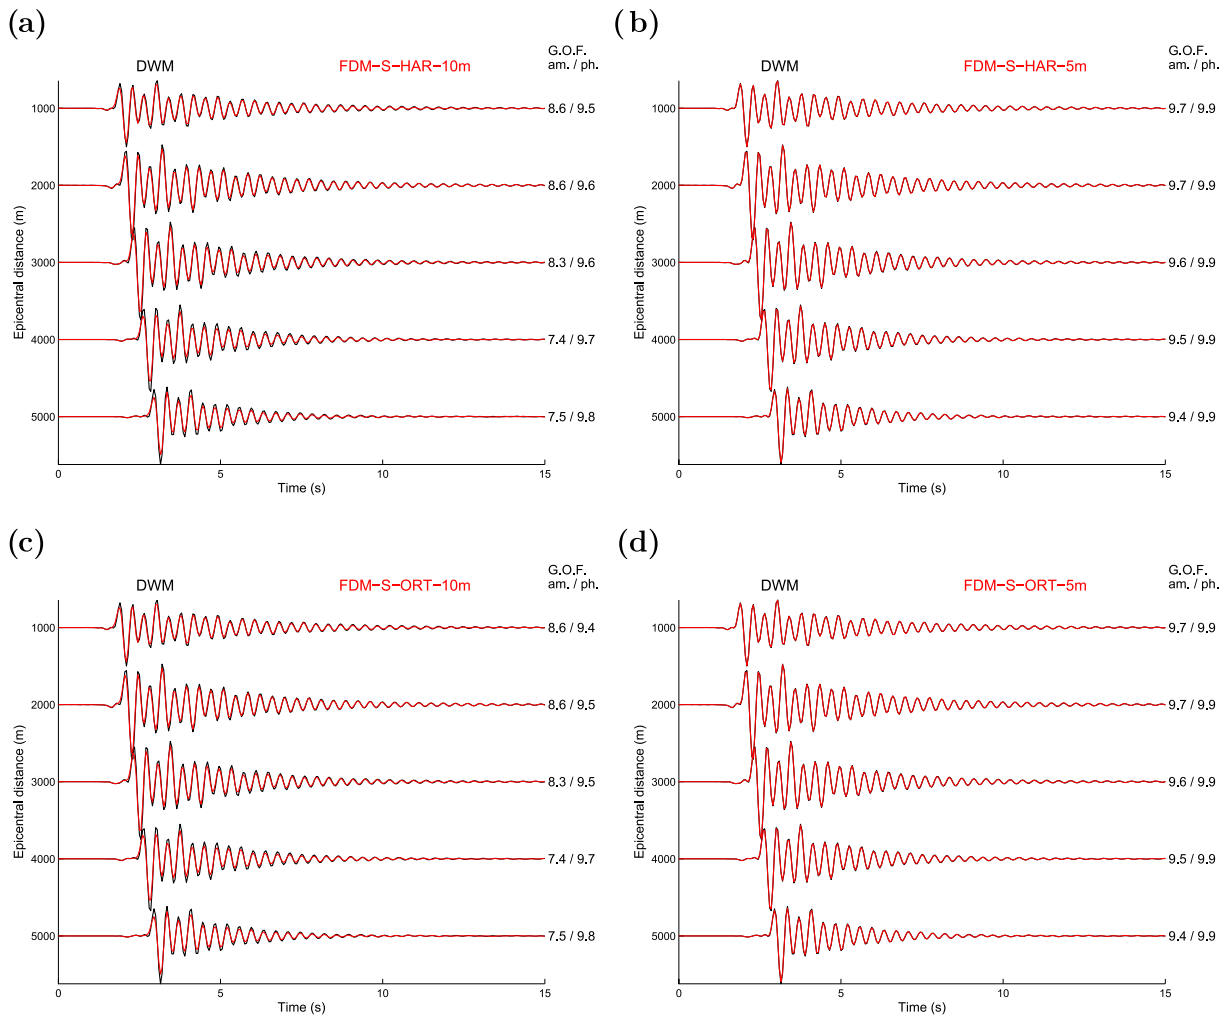 (a)
G.O.F.
DWM FDM−S−HAR−10m am. / ph.
1000 8.6 / 9.5
2000 8.6 / 9.6
3000 8.3 / 9.6
4000 7.4 / 9.7
5000 7.5 / 9.8
Epicentral distance (m)
0 5 10 15
Time (s)
(b)
G.O.F.
DWM FDM−S−HAR−5m am. / ph.
1000 9.7 / 9.9
2000 9.7 / 9.9
3000 9.6 / 9.9
4000 9.5 / 9.9
5000 9.4 / 9.9
Epicentral distance (m)
0 5 10 15
Time (s)
(c)
G.O.F.
DWM FDM−S−ORT−10m am. / ph.
1000 8.6 / 9.4
2000 8.6 / 9.5
3000 8.3 / 9.5
4000 7.4 / 9.7
5000 7.5 / 9.8
Epicentral distance (m)
0 5 10 15
Time (s)
(d)
G.O.F.
DWM FDM−S−ORT−5m am. / ph.
1000 9.7 / 9.9
2000 9.7 / 9.9
3000 9.6 / 9.9
4000 9.5 / 9.9
5000 9.4 / 9.9
Epicentral distance (m)
0 5 10 15
Time (s)